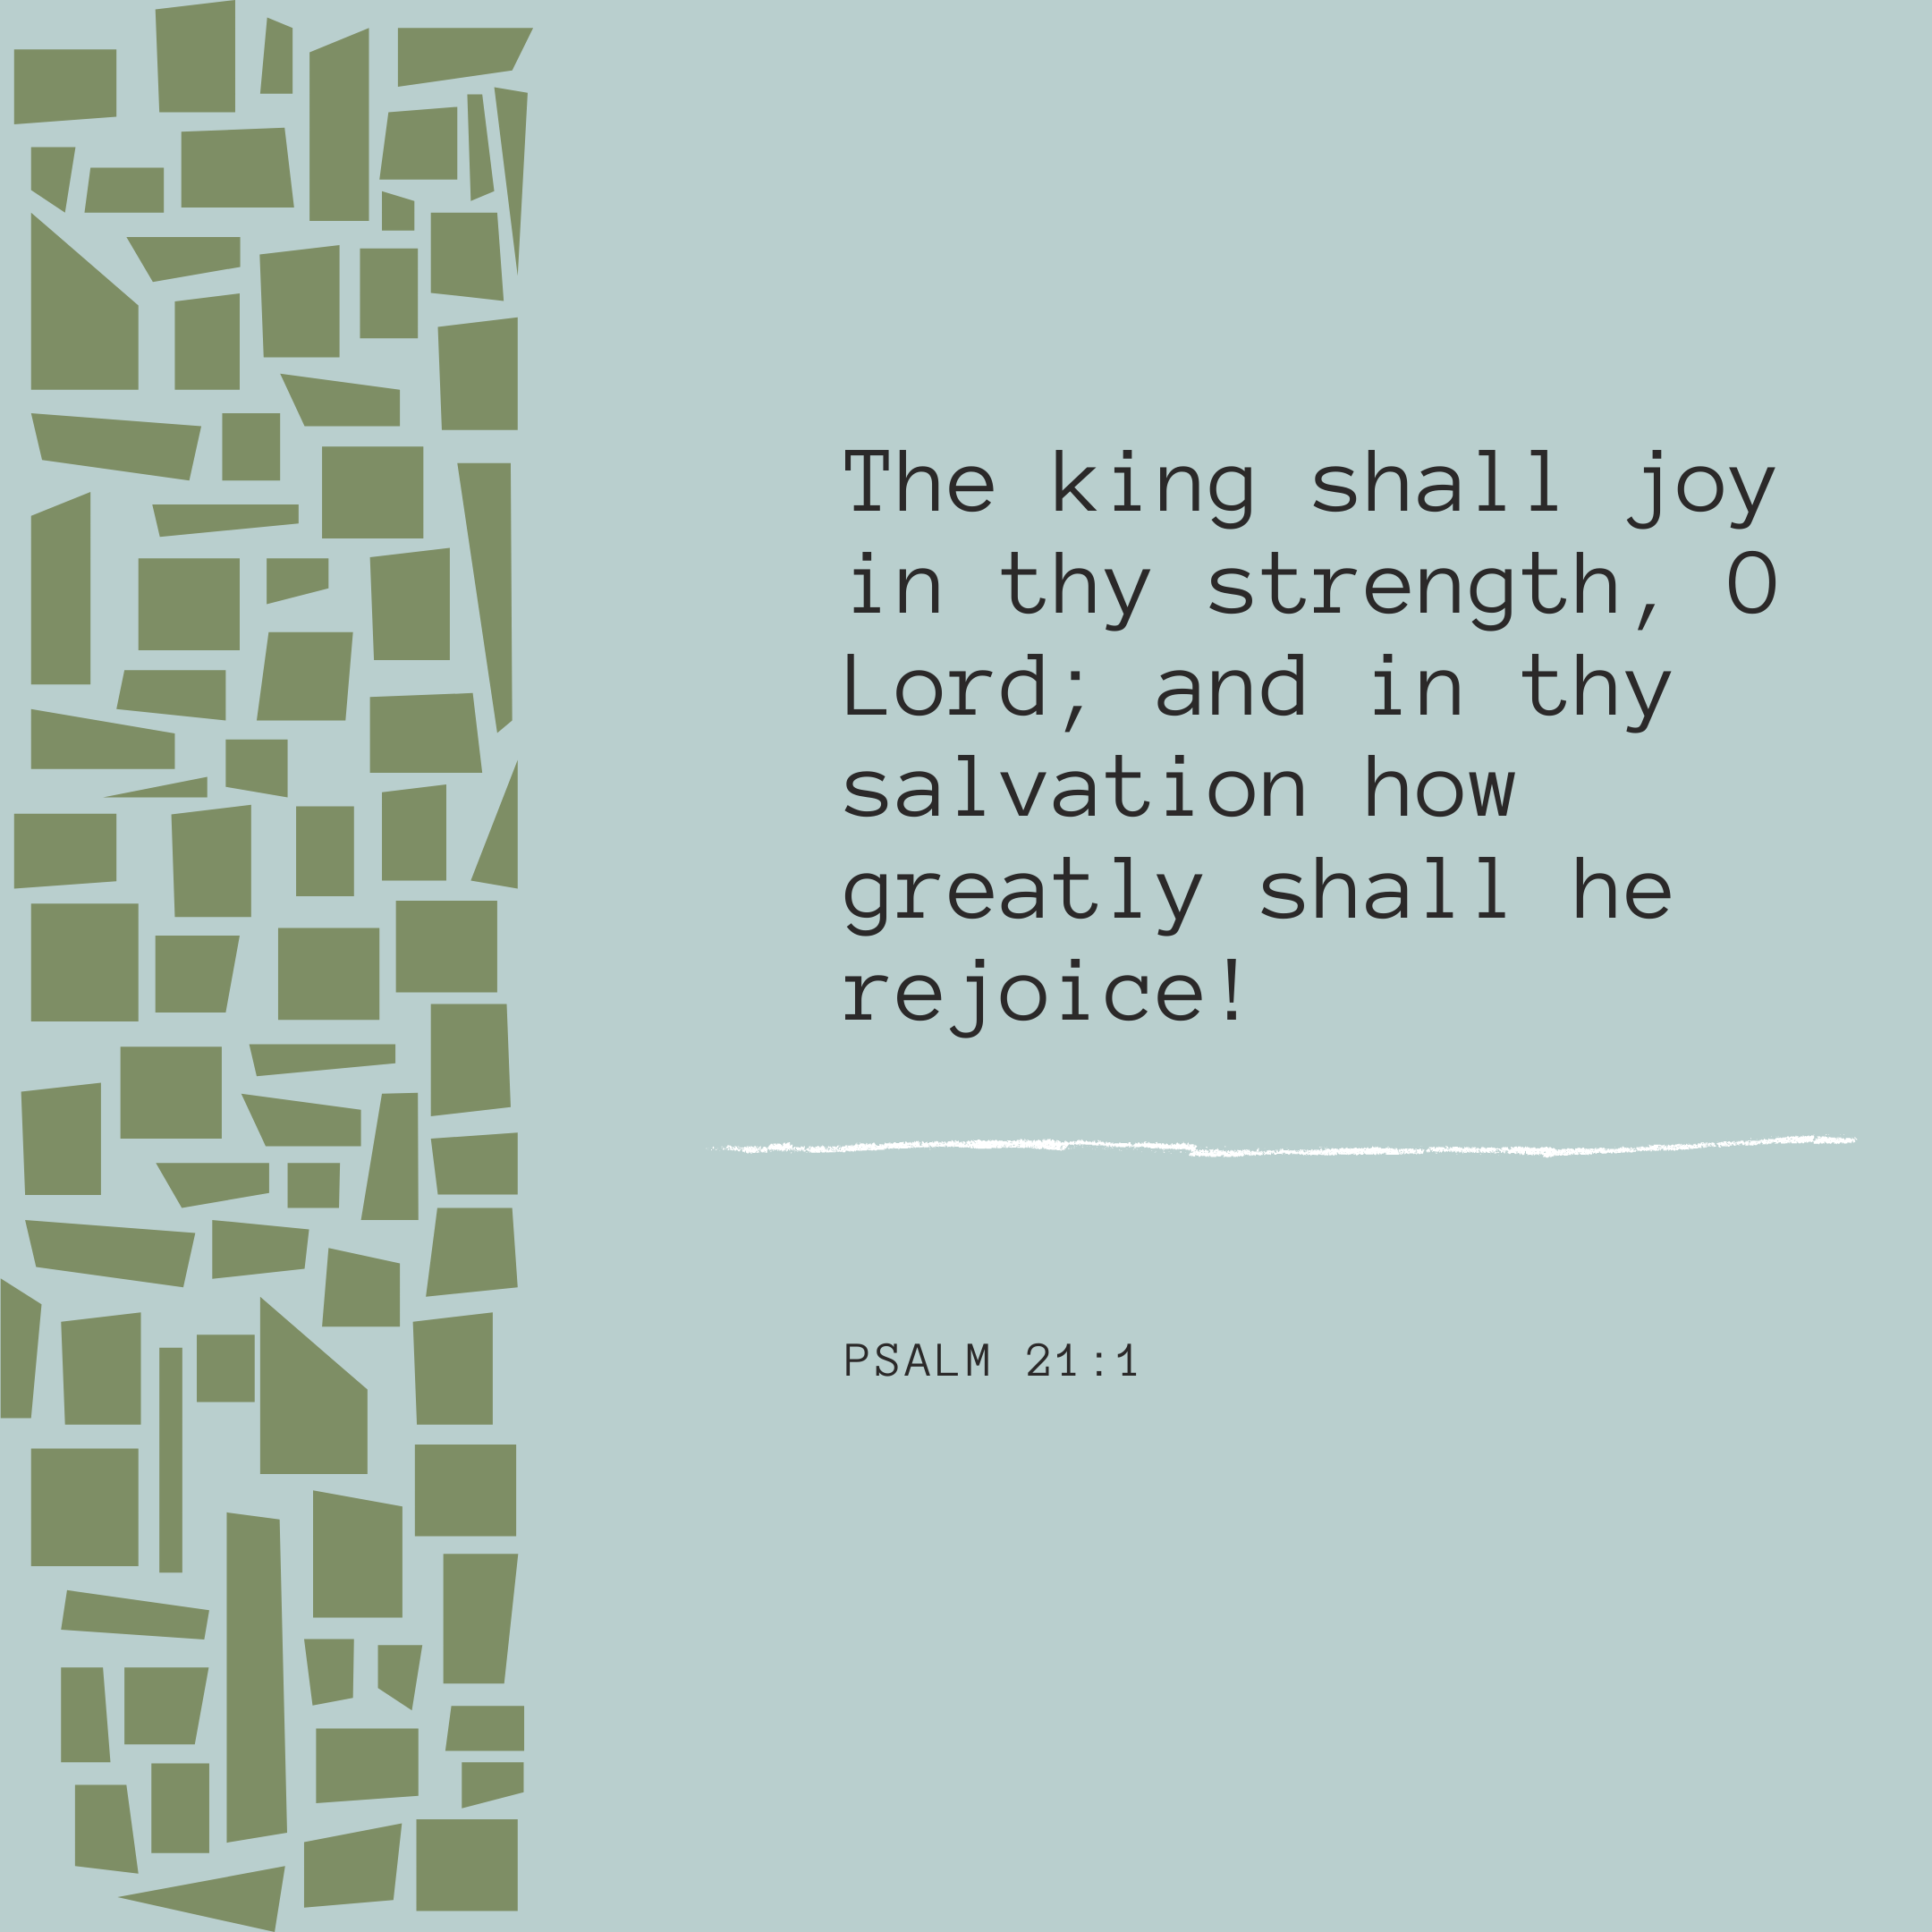 The king shall joy
in thy strength, O
Lord; and in thy
salvation how
greatly shall he
rejoice!
PSALM 21:1